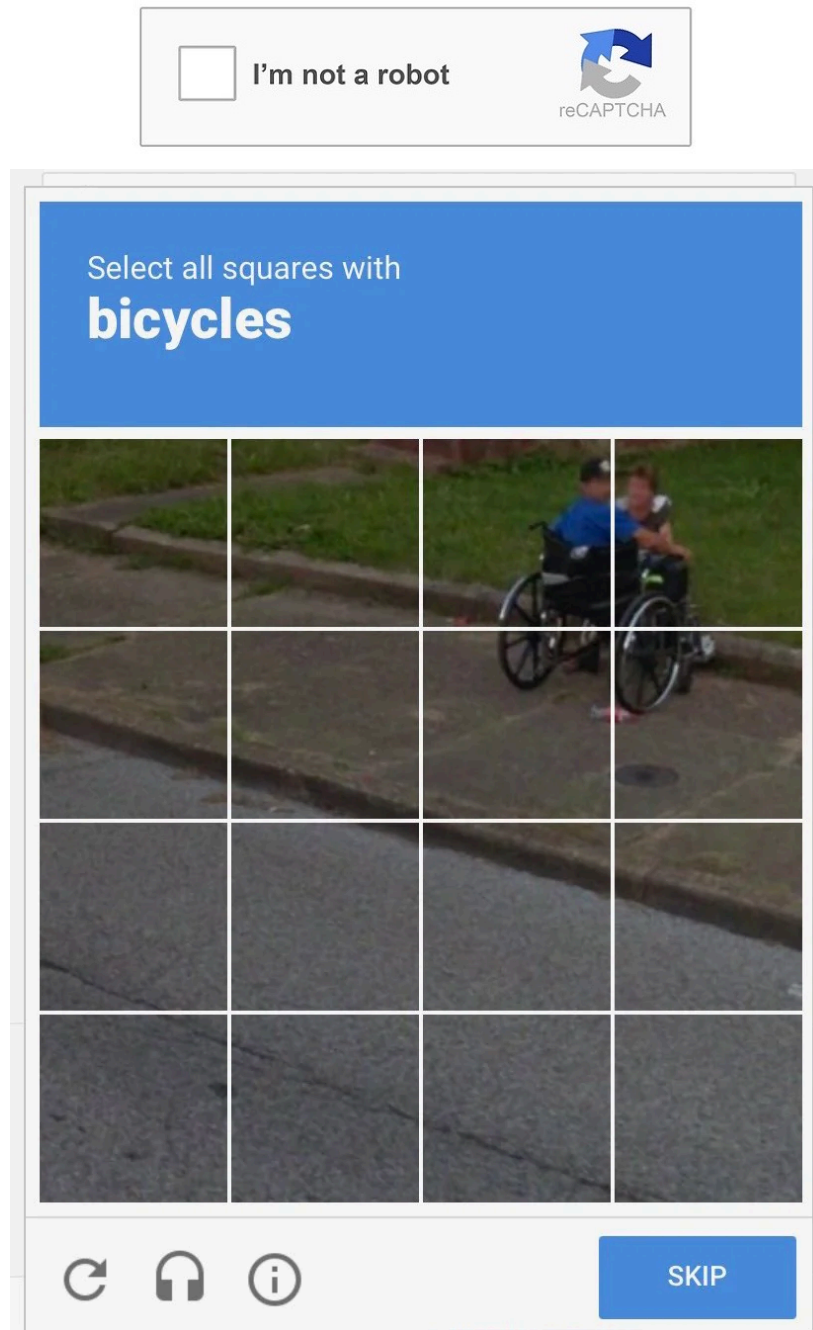 I'm not a robot
reCAPTCHA
Select all squares with
bicycles
SKIP